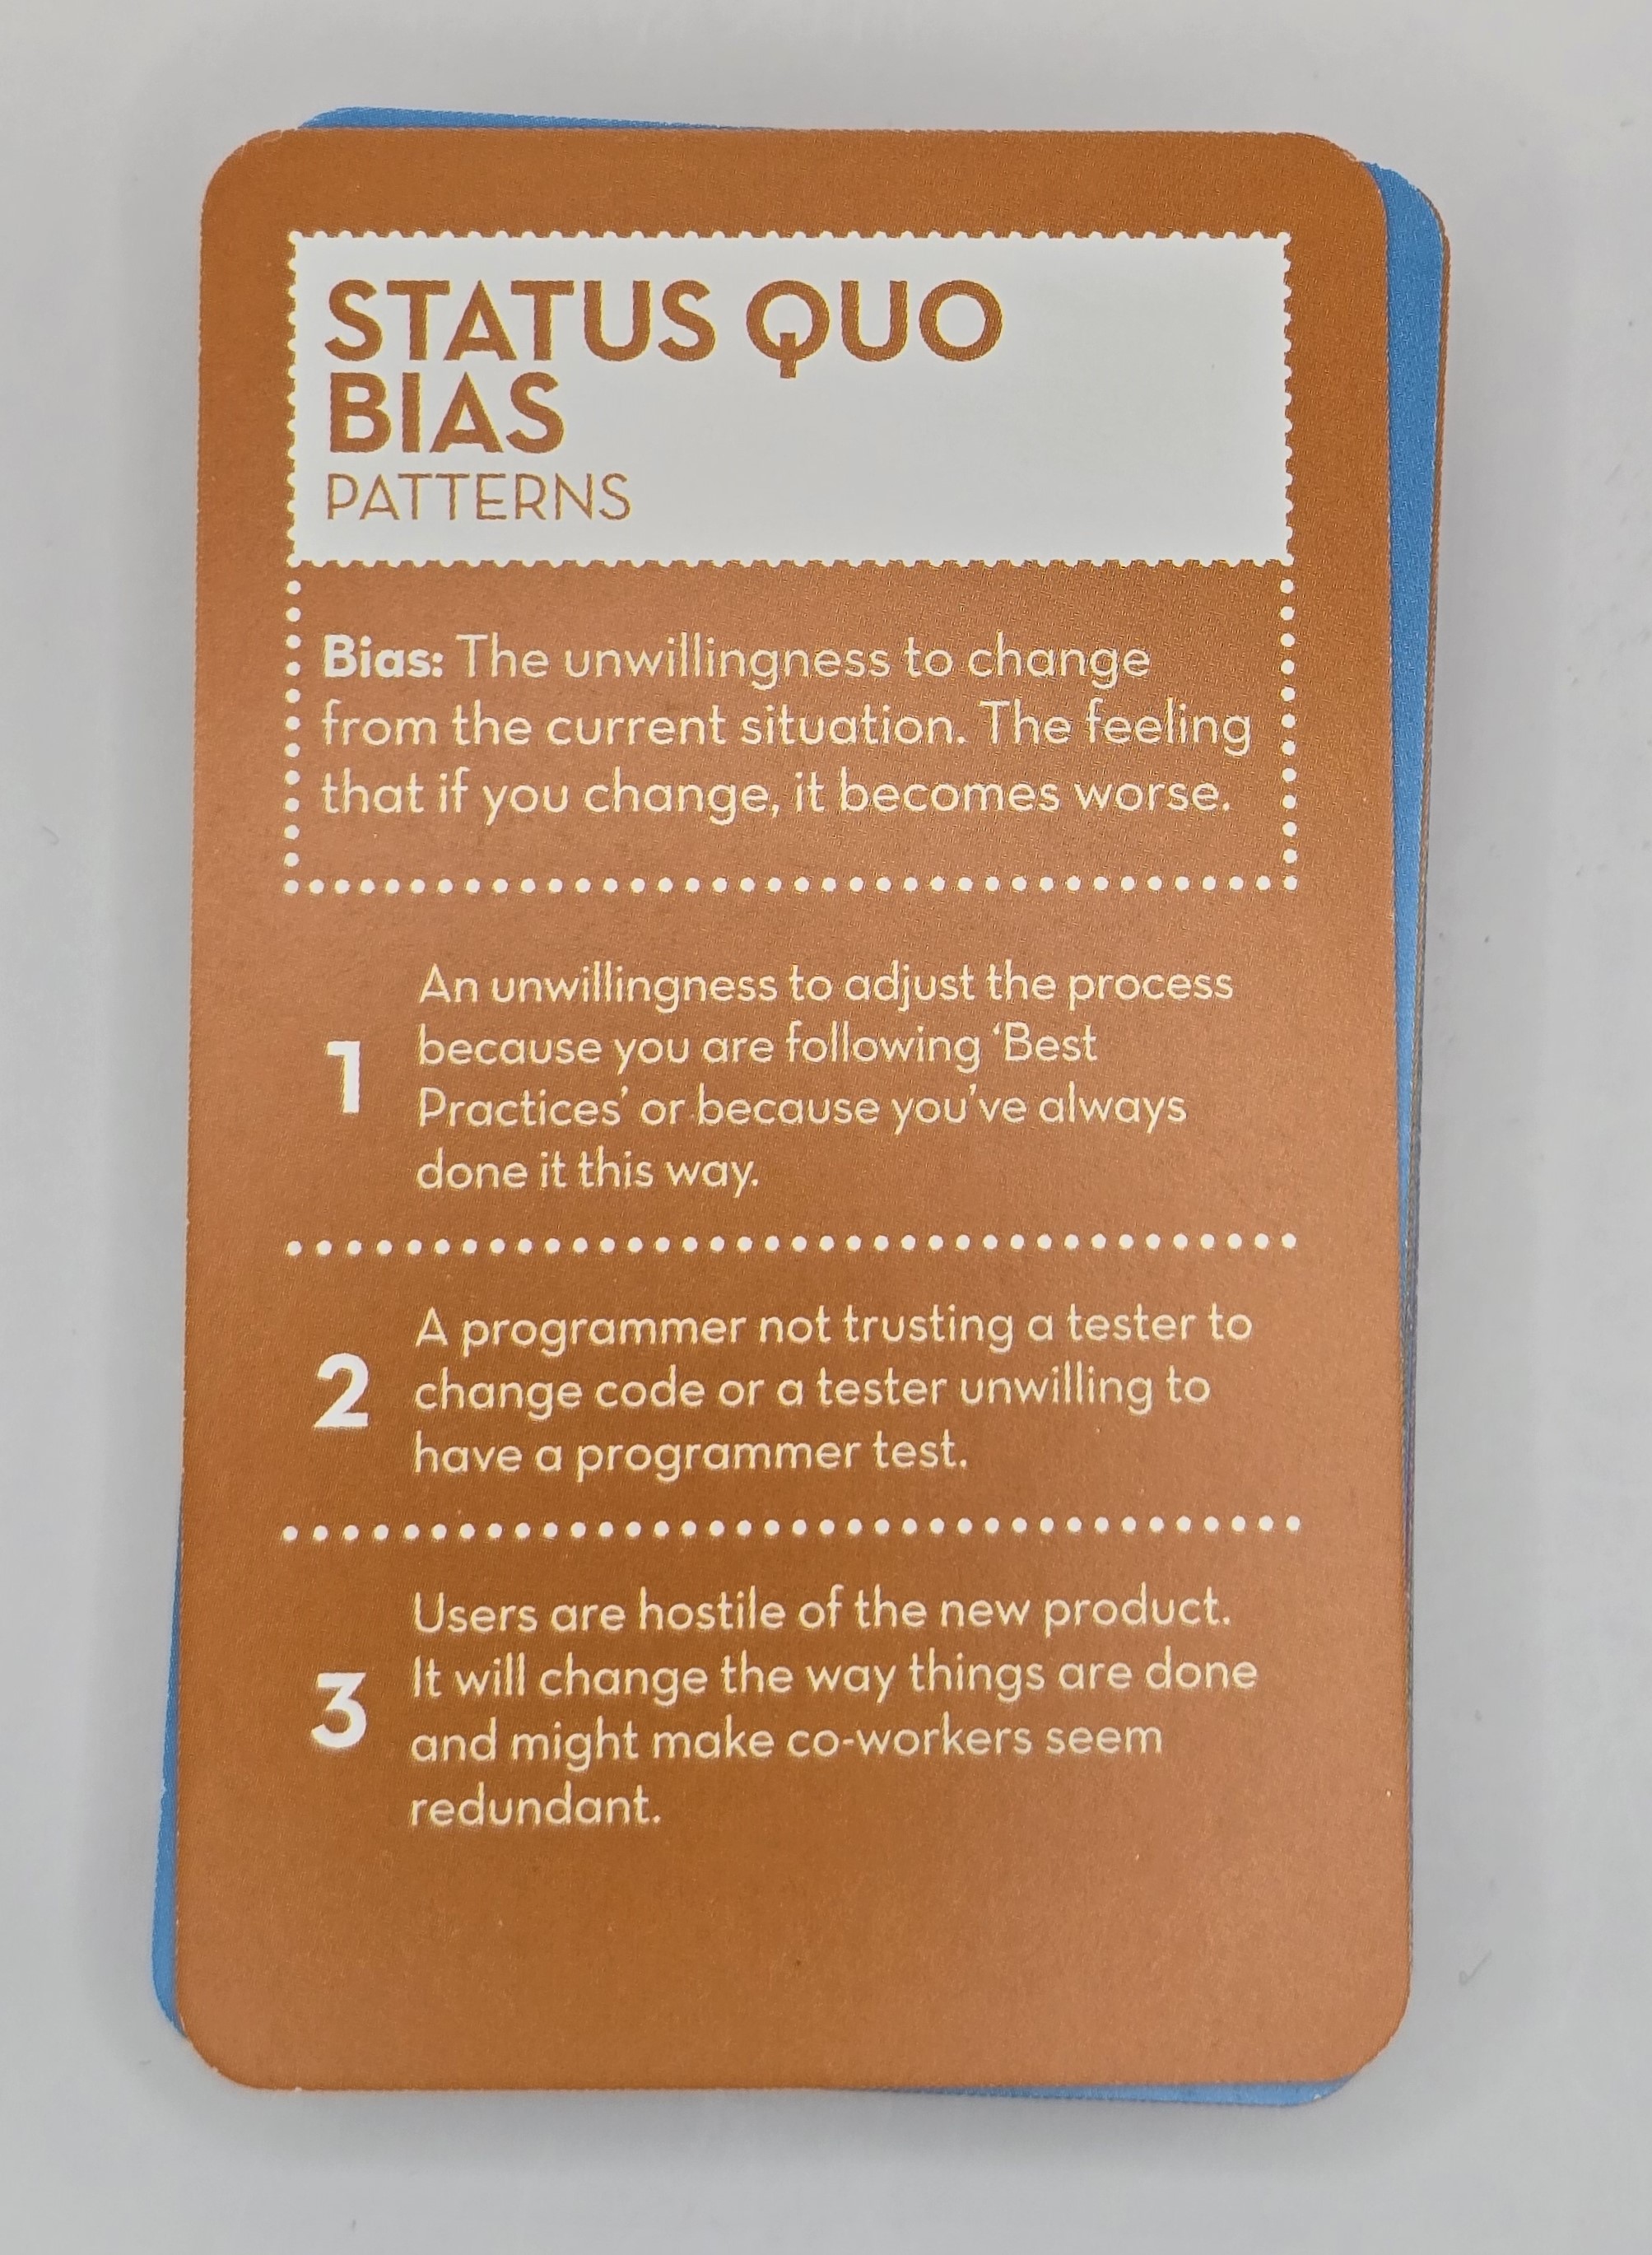 STATUS QUO
BIAS
PATTERNS
Bias: The unwillingness to change
from the current situation. The feeling
that if you change, it becomes worse.
1
An unwillingness to adjust the process
because you are following ‘Best
Practices’ or because you’ve always
done it this way.
2
A programmer not trusting a tester to
change code or a tester unwilling to
have a programmer test.
3
Users are hostile of the new product.
It will change the way things are done
and might make co-workers seem
redundant.